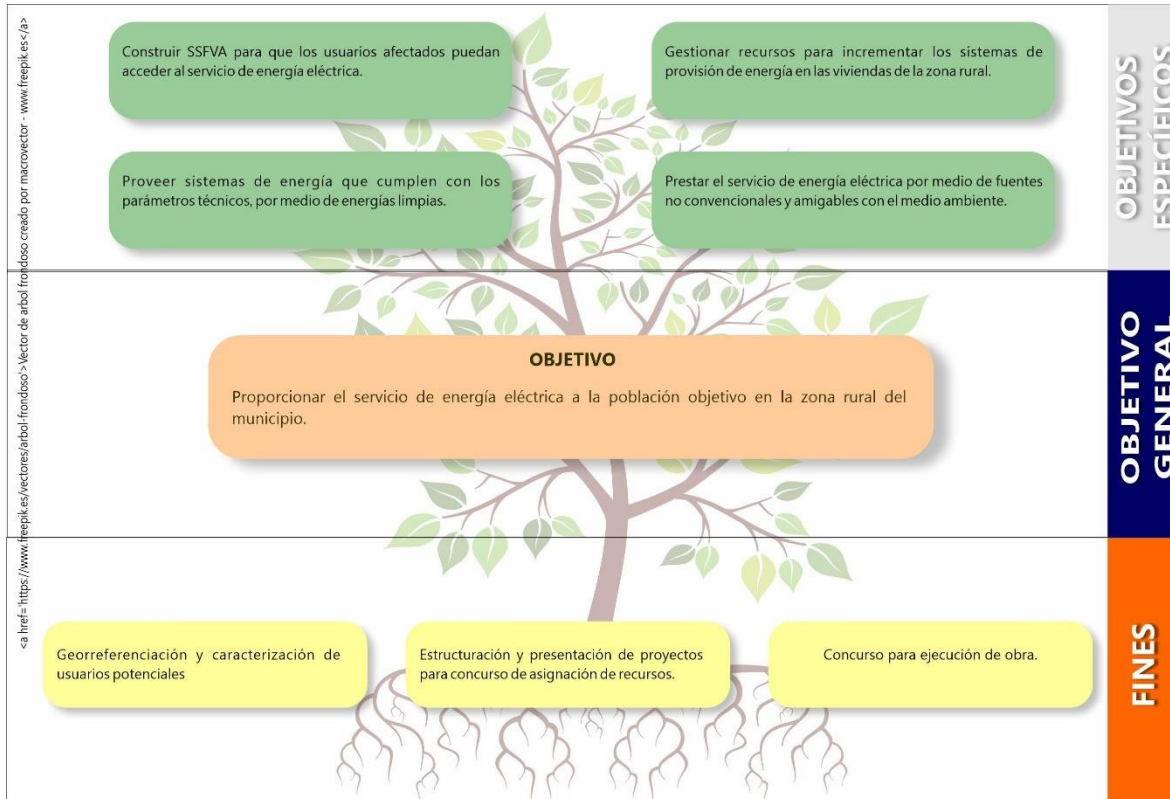 Construir SSFVA para que los usuarios afectados puedan
acceder al servicio de energía eléctrica.
Gestionar recursos para incrementar los sistemas de
provisión de energía en las viviendas de la zona rural.
Proveer sistemas de energía que cumplen con los
parámetros técnicos, por medio de energías limpias.
Prestar el servicio de energía eléctrica por medio de fuentes
no convencionales y amigables con el medio ambiente.
OBJETIVOS
ESPECÍFICOS
OBJETIVO
Proporcionar el servicio de energía eléctrica a la población objetivo en la zona rural del
municipio.
OBJETIVO
GENERAL
Georreferenciación y caracterización de
usuarios potenciales
Estructuración y presentación de proyectos
para concurso de asignación de recursos.
Concurso para ejecución de obra.
FINES
<a href='https://www.freepik.es/vectores/arbol-frondoso'>Vector de arbol frondoso creado por macrovector - www.freepik.es</a>